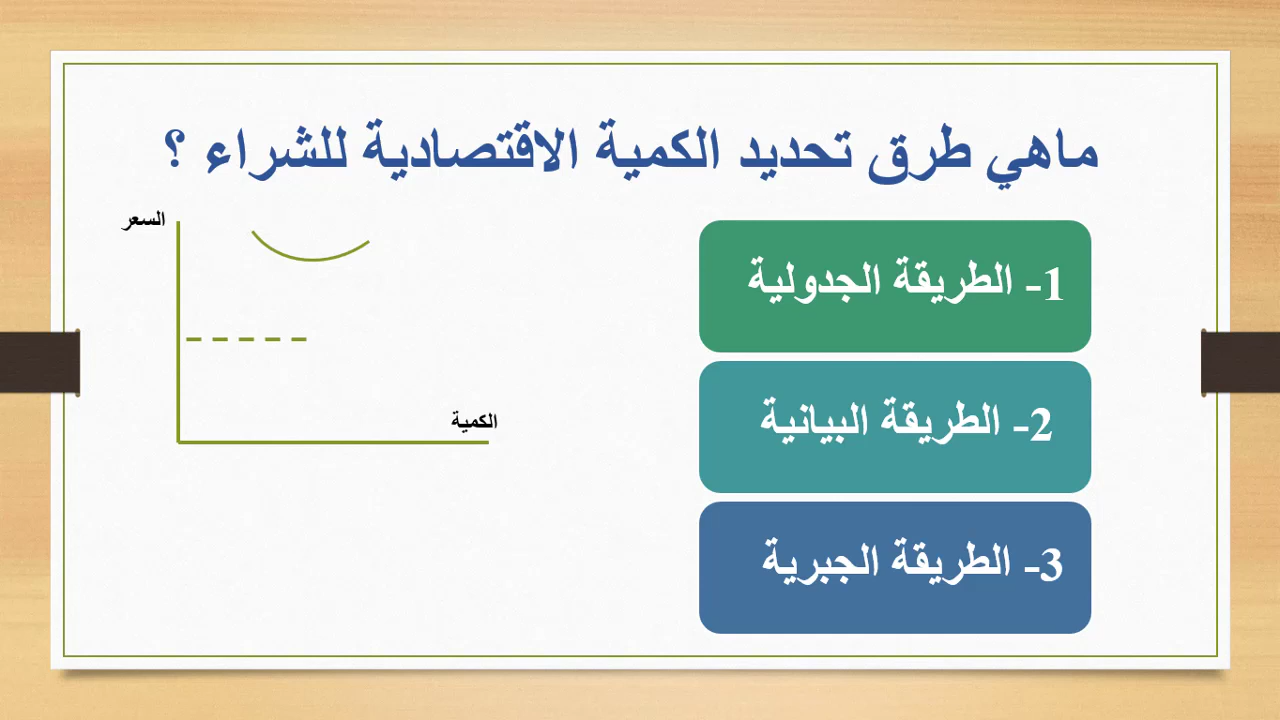 ماهي طرق تحديد الكمية الاقتصادية للشراء ؟
1- الطريقة الجدولية
2- الطريقة البيانية
3- الطريقة الجبرية
السعر
الكمية